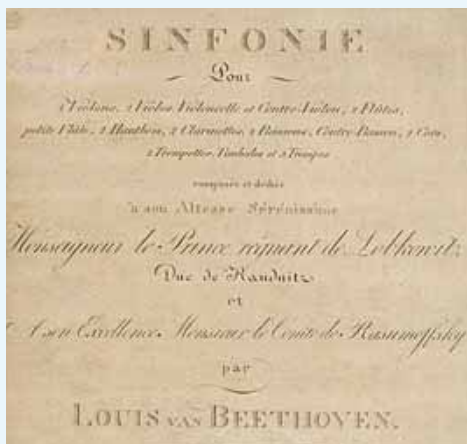 SINFONIE
Pour
2 Violons, 2 Violes, Violoncelle et Contre-Violon, 2 Flûtes,
petite Flûte, 2 Hautbois, 2 Clarinettes, 2 Bassons, Contre-Basson, 2 Cors,
2 Trompettes, Timbales et 3 Trompes
composée et dediée
à son Altesse Sérénissime
Monseigneur le Prince régnant de Lobkowitz
Duc de Raudnitz
et
à son Excellence Monsieur le Comte de Rasumoffsky
par
LOUIS van BEETHOVEN.